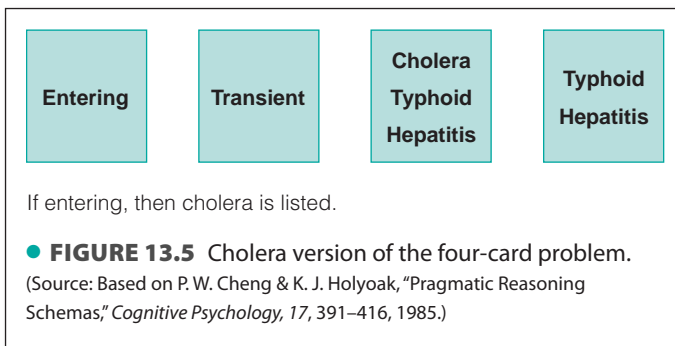 Entering
Transient
Cholera
Typhoid
Hepatitis
Typhoid
Hepatitis
If entering, then cholera is listed.
● FIGURE 13.5 Cholera version of the four-card problem.
(Source: Based on P. W. Cheng & K. J. Holyoak, “Pragmatic Reasoning
Schemas,” Cognitive Psychology, 17, 391–416, 1985.)